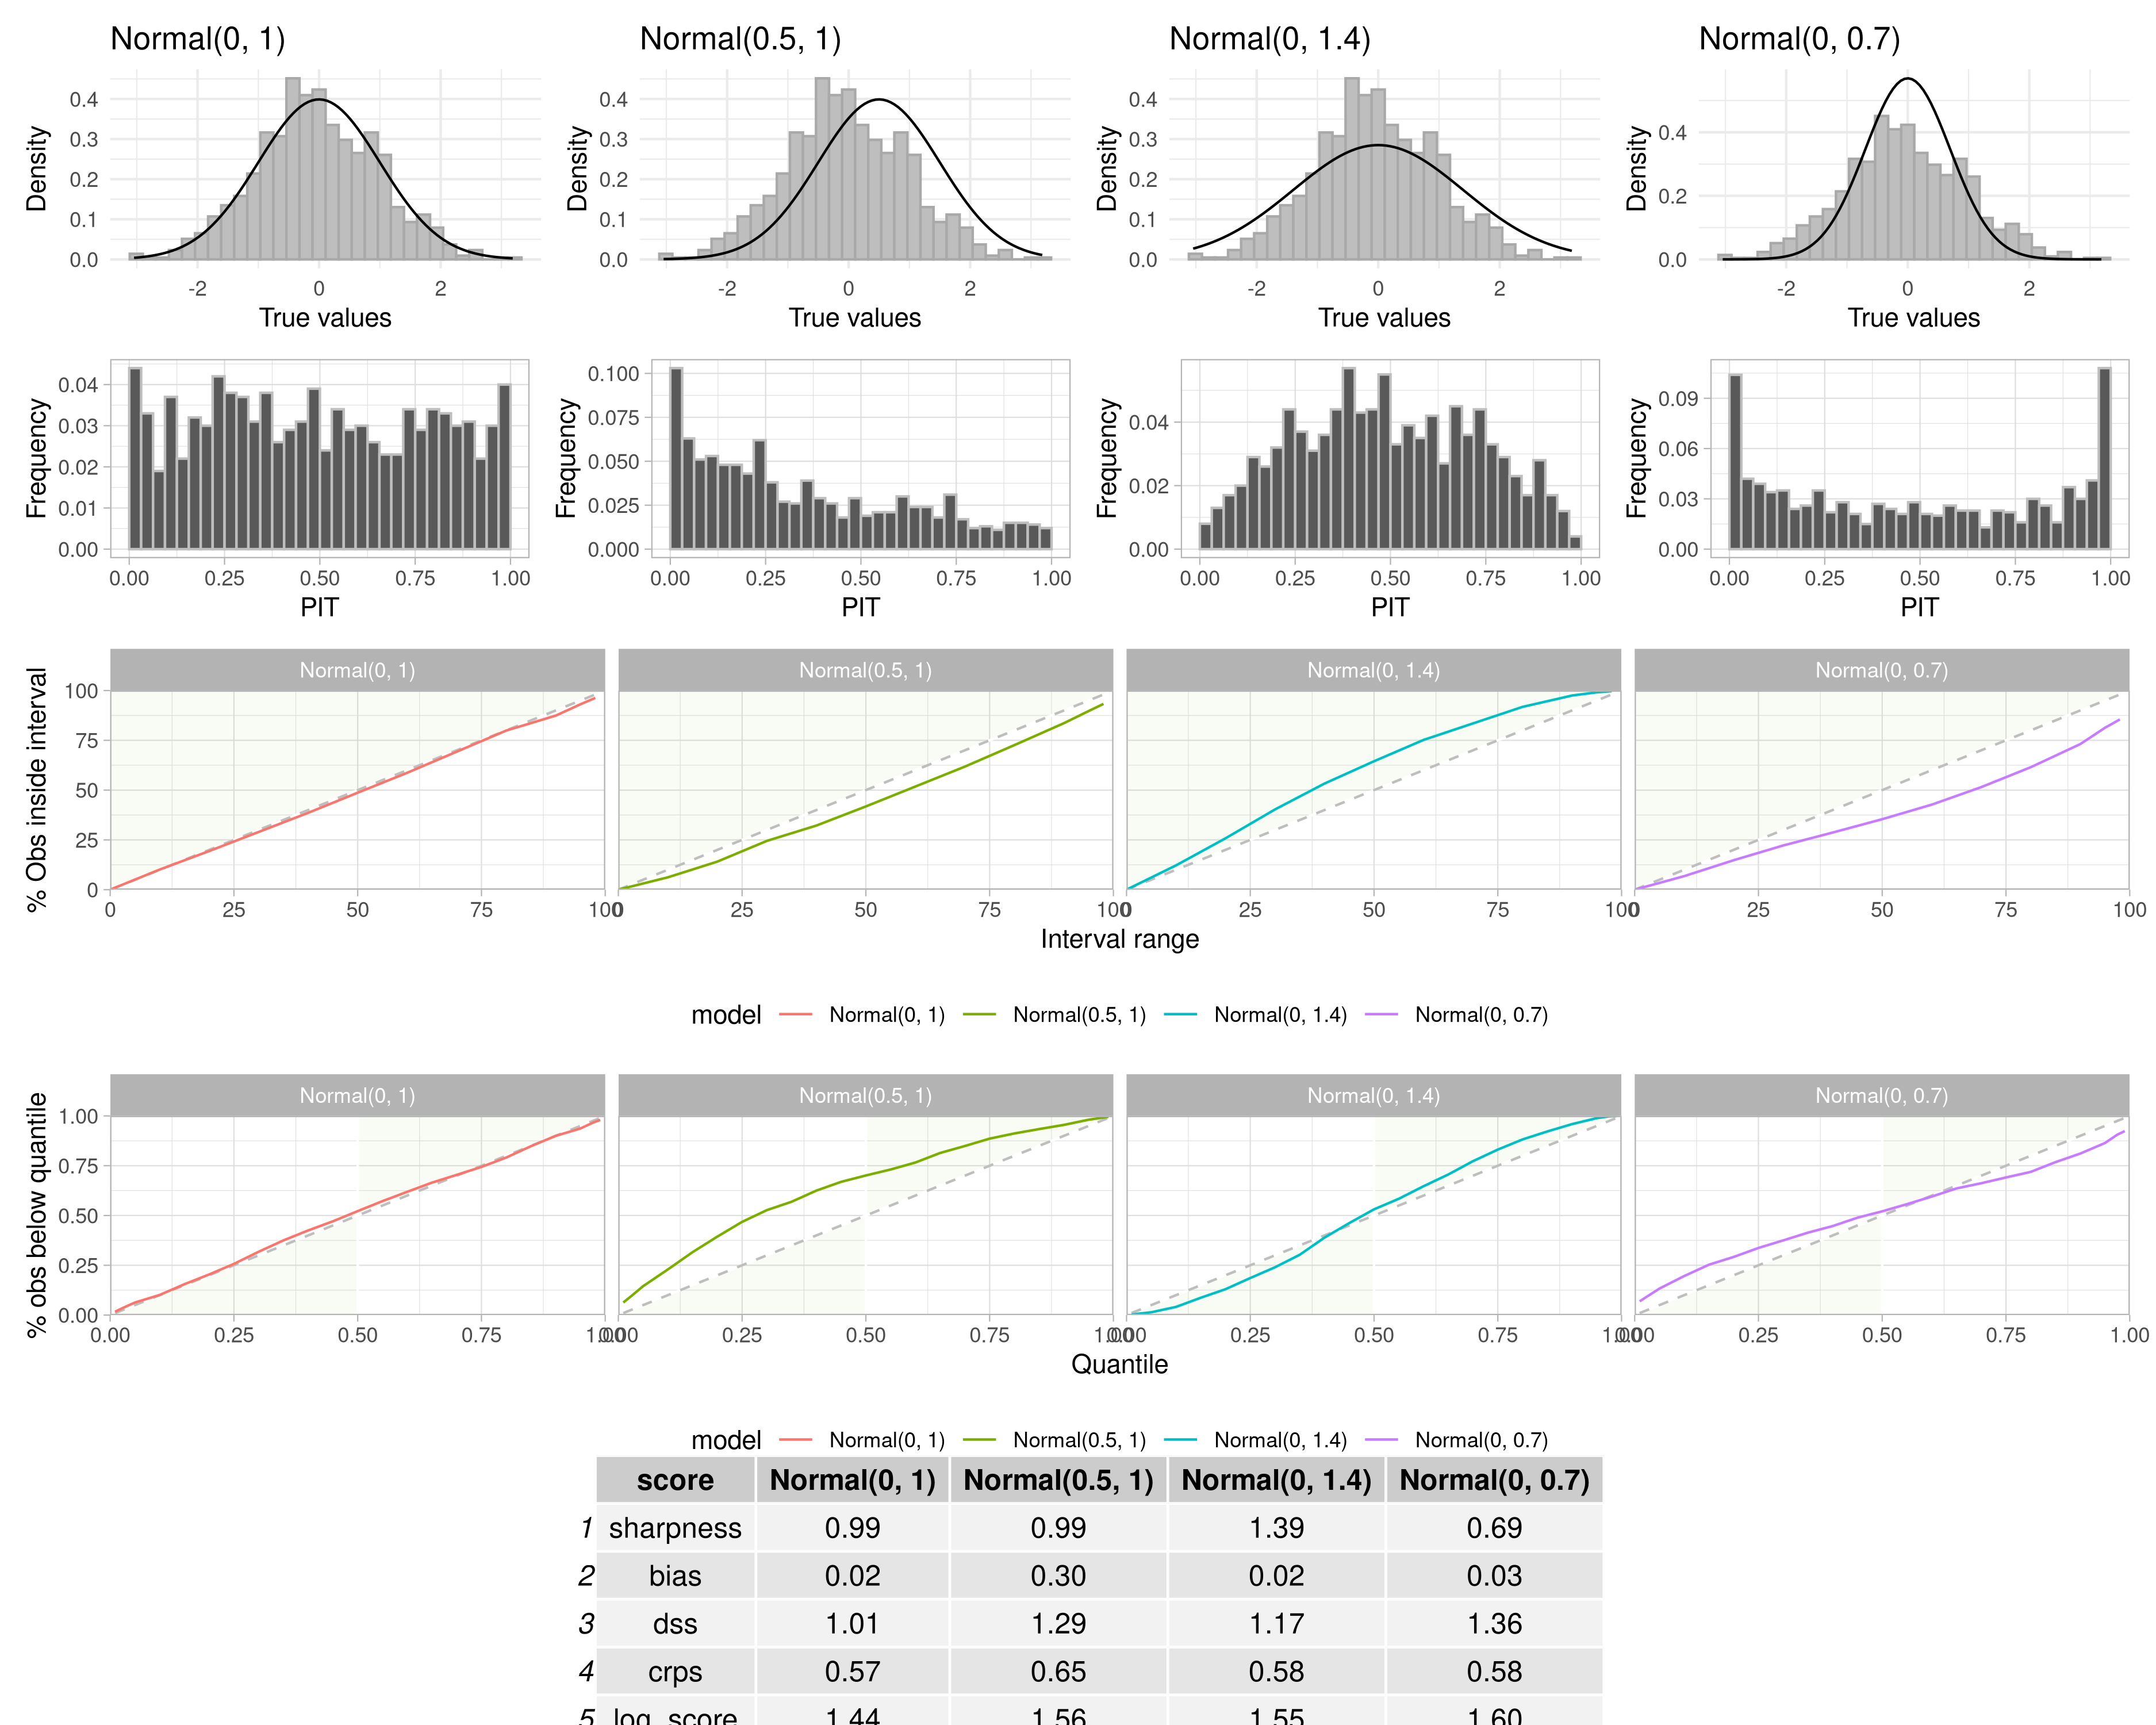 Normal(0, 1) Normal(0.5, 1) Normal(0, 1.4) Normal(0, 0.7)
Density
0.4
0.3
0.2
0.1
0.0
-2 0 2
True values
Density
0.4
0.3
0.2
0.1
0.0
-2 0 2
True values
Density
0.4
0.3
0.2
0.1
0.0
-2 0 2
True values
Density
0.4
0.2
0.0
-2 0 2
True values
Frequency
0.04
0.03
0.02
0.01
0.00
0.00 0.25 0.50 0.75 1.00
PIT
Frequency
0.100
0.075
0.050
0.025
0.000
0.00 0.25 0.50 0.75 1.00
PIT
Frequency
0.04
0.02
0.00
0.00 0.25 0.50 0.75 1.00
PIT
Frequency
0.09
0.06
0.03
0.00
0.00 0.25 0.50 0.75 1.00
PIT
Normal(0, 1) Normal(0.5, 1) Normal(0, 1.4) Normal(0, 0.7)
% Obs inside interval
100
75
50
25
0
0 25 50 75 100 0 25 50 75 100 0 25 50 75 100 0 25 50 75 100
Interval range
model Normal(0, 1) Normal(0.5, 1) Normal(0, 1.4) Normal(0, 0.7)
Normal(0, 1) Normal(0.5, 1) Normal(0, 1.4) Normal(0, 0.7)
% obs below quantile
1.00
0.75
0.50
0.25
0.00
0.00 0.25 0.50 0.75 1.00 0.00 0.25 0.50 0.75 1.00 0.00 0.25 0.50 0.75 1.00 0.00 0.25 0.50 0.75 1.00
Quantile
model Normal(0, 1) Normal(0.5, 1) Normal(0, 1.4) Normal(0, 0.7)
score Normal(0, 1) Normal(0.5, 1) Normal(0, 1.4) Normal(0, 0.7)
1 sharpness 0.99 0.99 1.39 0.69
2 bias 0.02 0.30 0.02 0.03
3 dss 1.01 1.29 1.17 1.36
4 crps 0.57 0.65 0.58 0.58
5 log_score 1.44 1.56 1.55 1.60